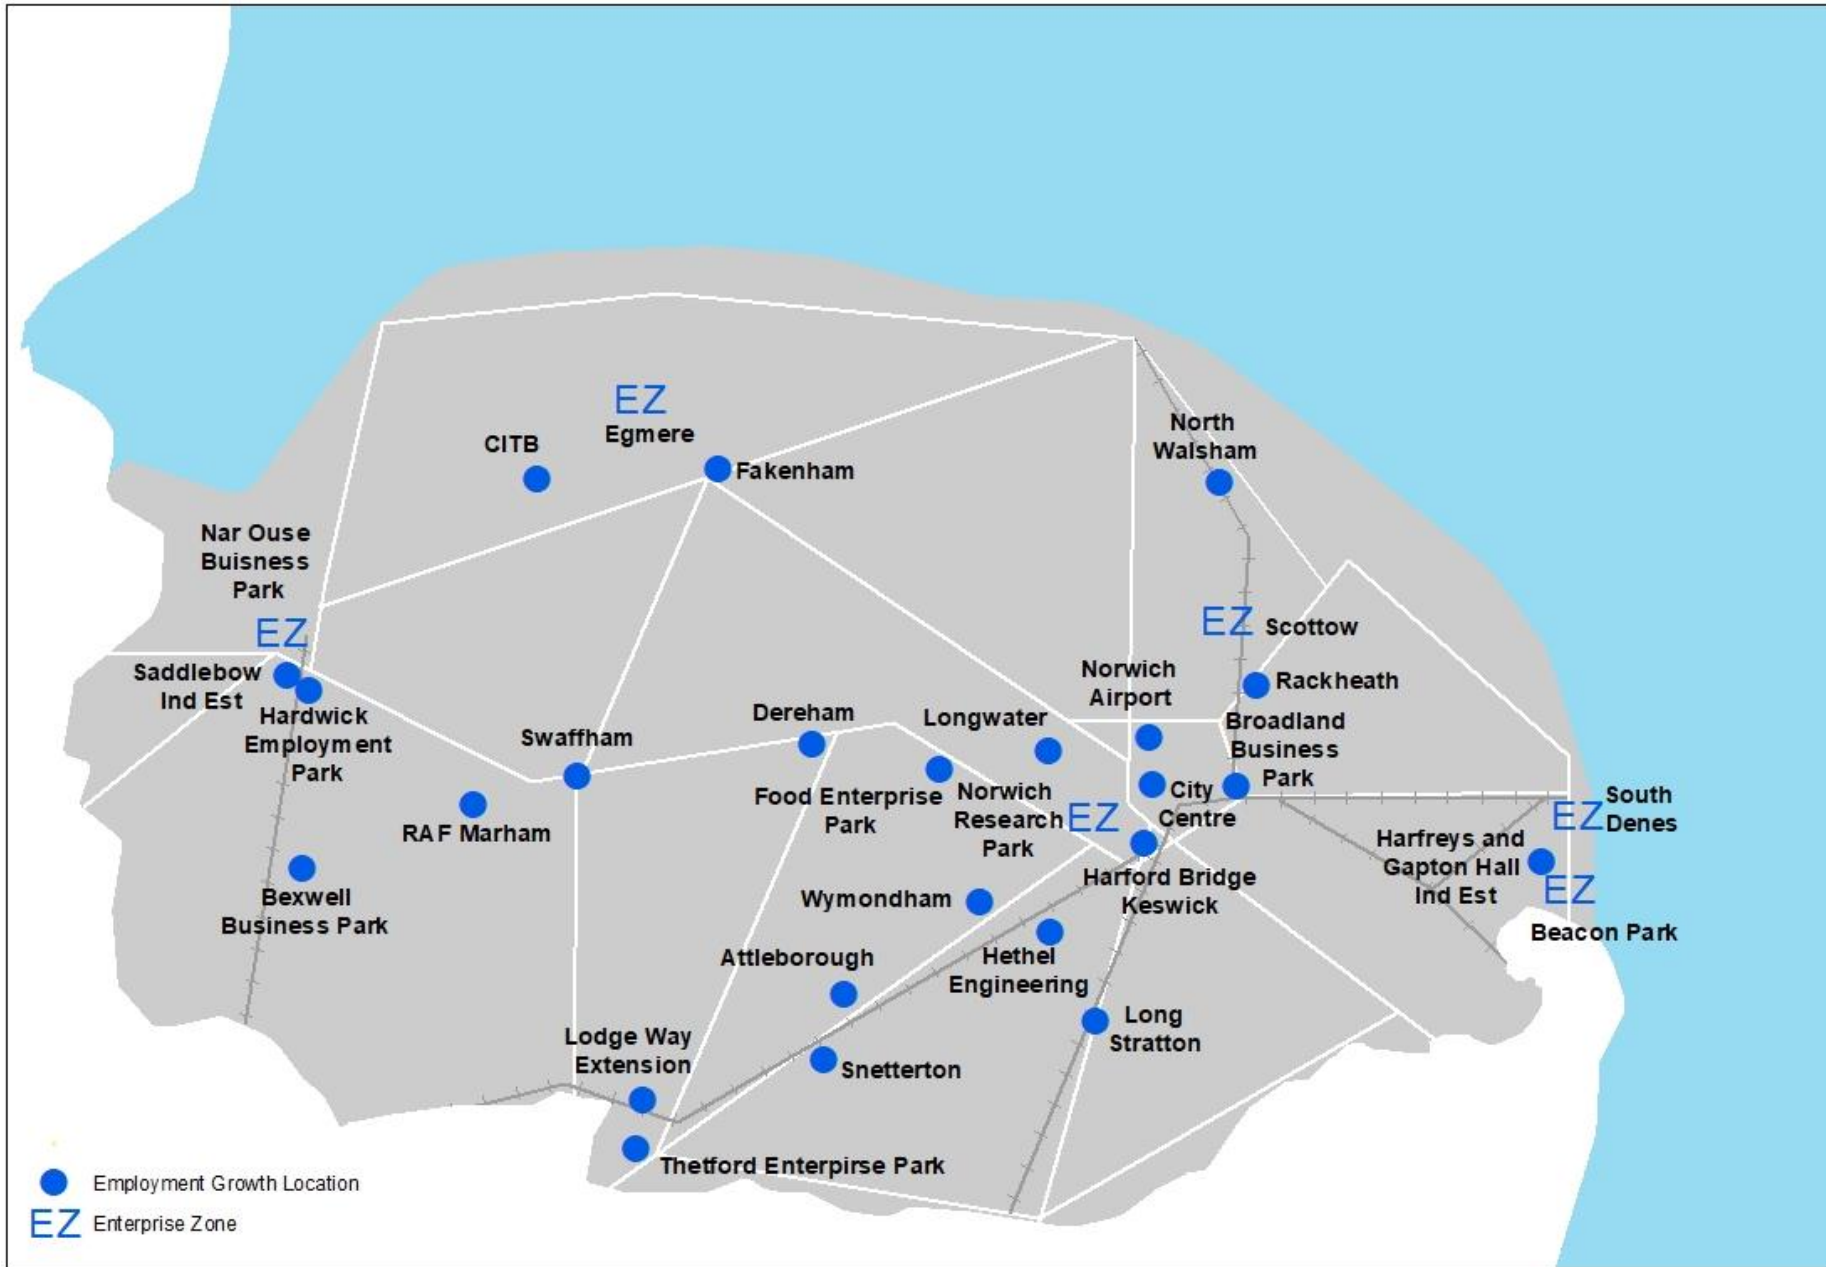 EZ
Egmere
CITB
Fakenham
North
Walsham
Nar Ouse
Buisness
Park
EZ
EZ
Scottow
Saddlebow
Ind Est
Hardwick
Employment
Park
Norwich
Airport
Rackheath
Swaffham
Dereham
Longwater
Broadland
Business
Park
RAF Marham
Food Enterprise
Park
Norwich
Research
Park
EZ
City
Centre
EZ
South
Denes
Harfreys and
Gapton Hall
Ind Est
EZ
Beacon Park
Bexwell
Business Park
Wymondham
Harford Bridge
Keswick
Attleborough
Hethel
Engineering
Lodge Way
Extension
Snetterton
Long
Stratton
Thetford Enterpirse Park
Employment Growth Location
EZ Enterprise Zone